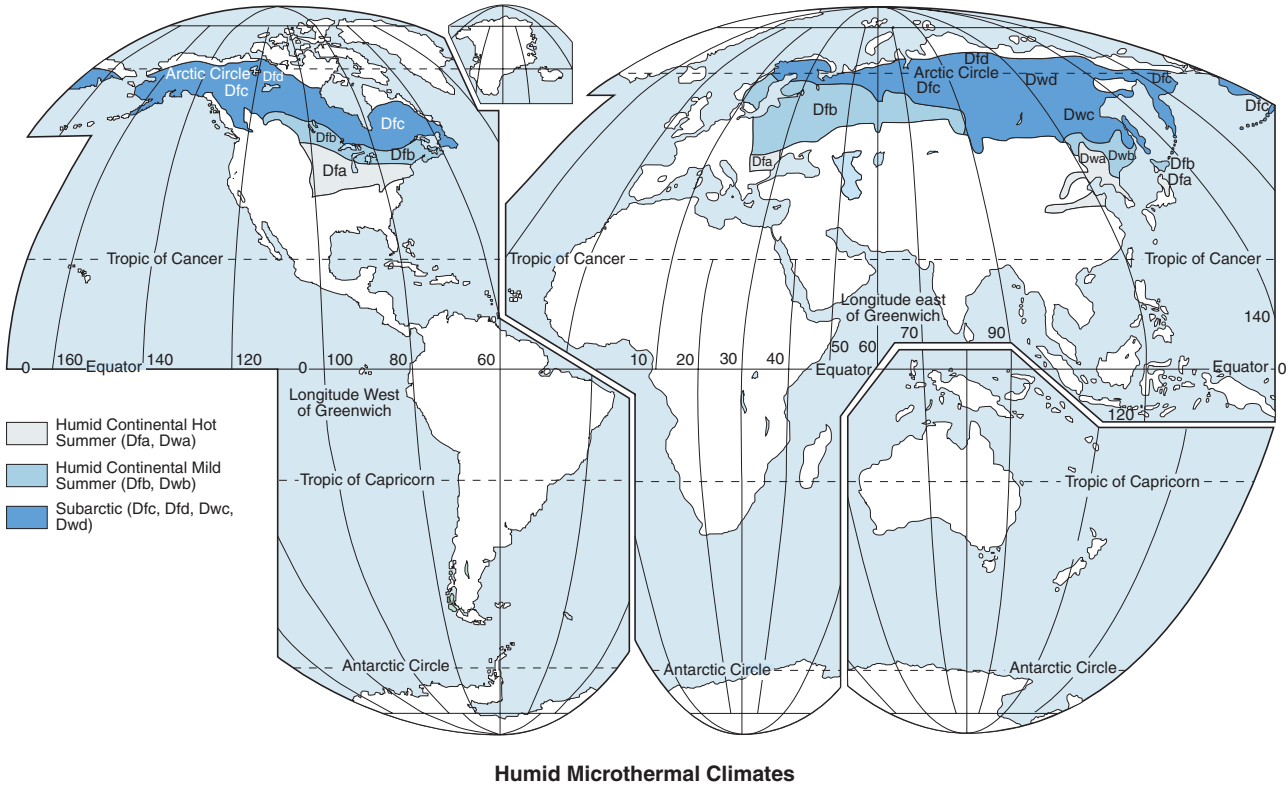 Arctic Circle
Dfd
Dfc
Dfc
Dfb
Dfb
Dfa
Dfd
Arctic Circle
Dfc
Dwd
Dfc
Dfc
Dwc
Dfb
Dfa
Dwa
Dwb
Dfb
Dfa
Tropic of Cancer
Tropic of Cancer
Tropic of Cancer
Longitude east
of Greenwich
70
90
140
160
140
120
100
80
60
10
20
30
40
50
60
0
Equator
Equator
Equator
0
120
Longitude West
of Greenwich
Humid Continental Hot
Summer (Dfa, Dwa)
Humid Continental Mild
Summer (Dfb, Dwb)
Subarctic (Dfc, Dfd, Dwc,
Dwd)
Tropic of Capricorn
Tropic of Capricorn
Antarctic Circle
Antarctic Circle
Antarctic Circle
Humid Microthermal Climates